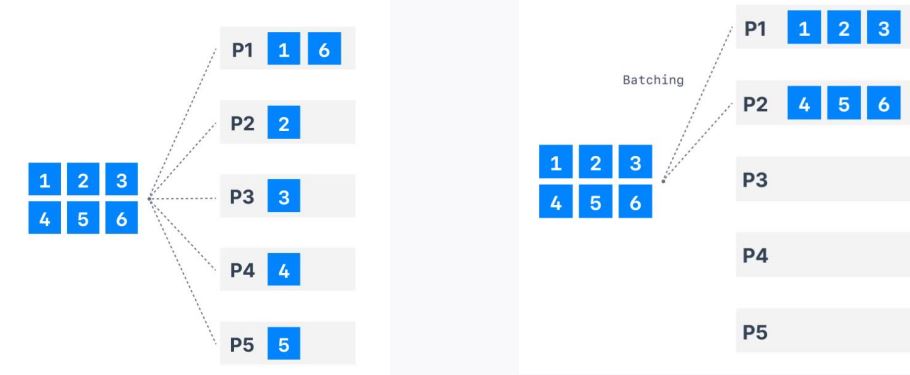 P1 1 6
P2 2
P3 3
P4 4
P5 5
1 2 3
4 5 6
Batching
P1 1 2 3
P2 4 5 6
P3
P4
P5
1 2 3
4 5 6